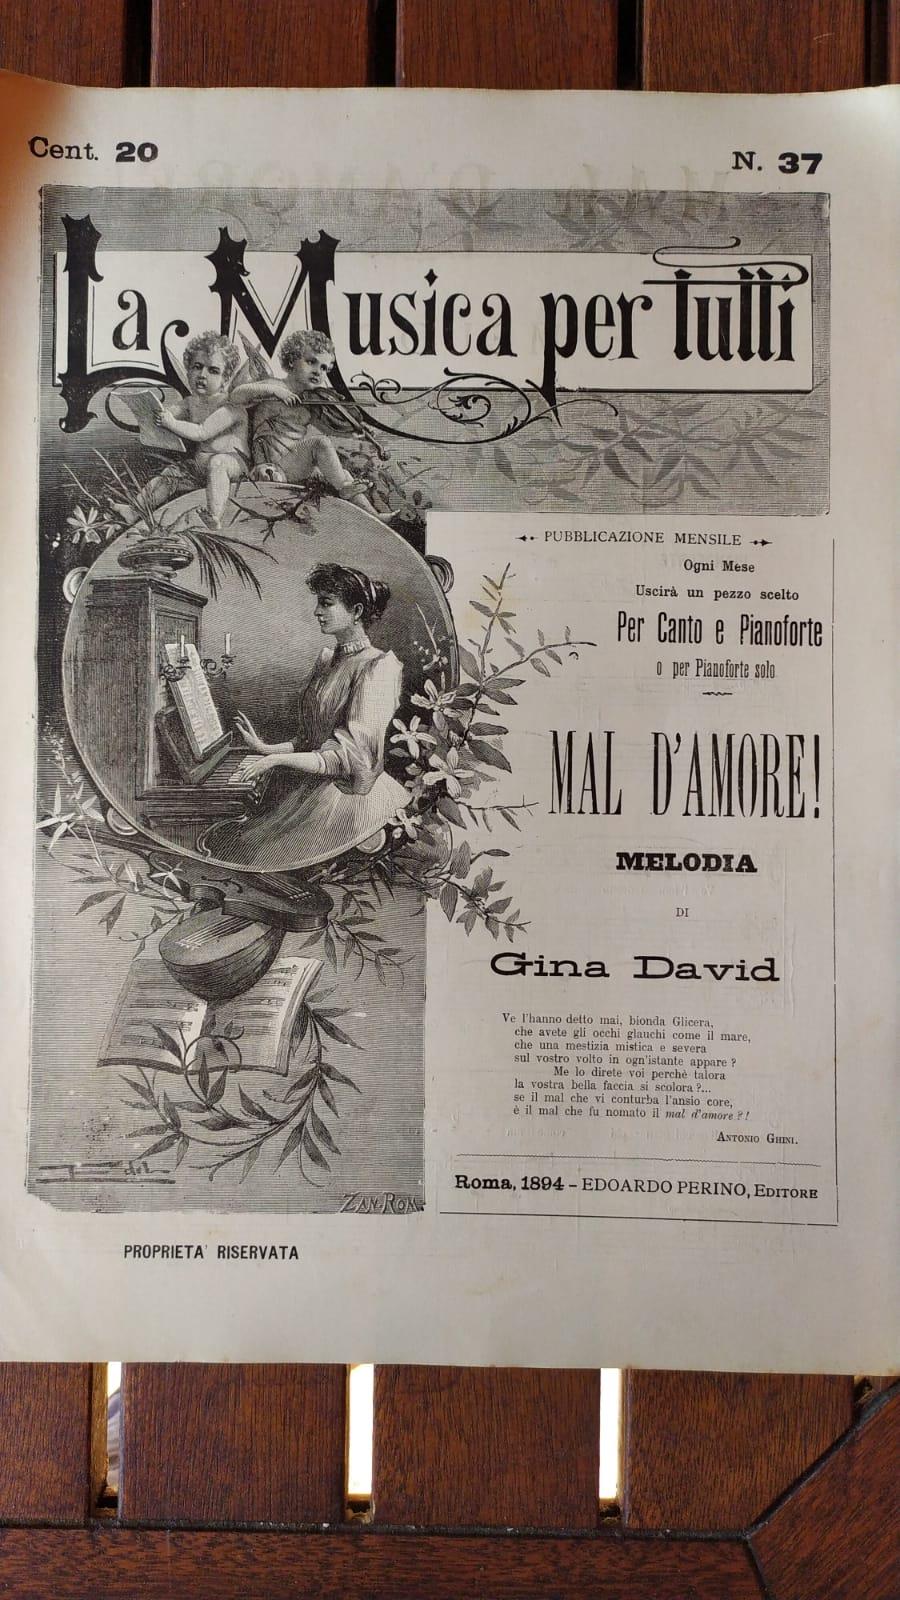 Cent. 20
N. 37
La Musica per tutti
PUBBLICAZIONE MENSILE
Ogni Mese
Uscirà un pezzo scelto
Per Canto e Pianoforte
o per Pianoforte solo
MAL D'AMORE!
MELODIA
DI
Gina David
Ve l'hanno detto mai, bionda Glicera,
che avete gli occhi glauchi come il mare,
che una mestizia mistica e severa
sul vostro volto in ogn'istante appare?
Me lo direte voi perchè talora
la vostra bella faccia si scolora?...
se il mal che vi conturba l'ansio core,
è il mal che fu nomato il mal d'amore?!
ANTONIO GHINI.
Roma, 1894 - EDOARDO PERINO, EDITORE
ZAN-ROM
PROPRIETA' RISERVATA